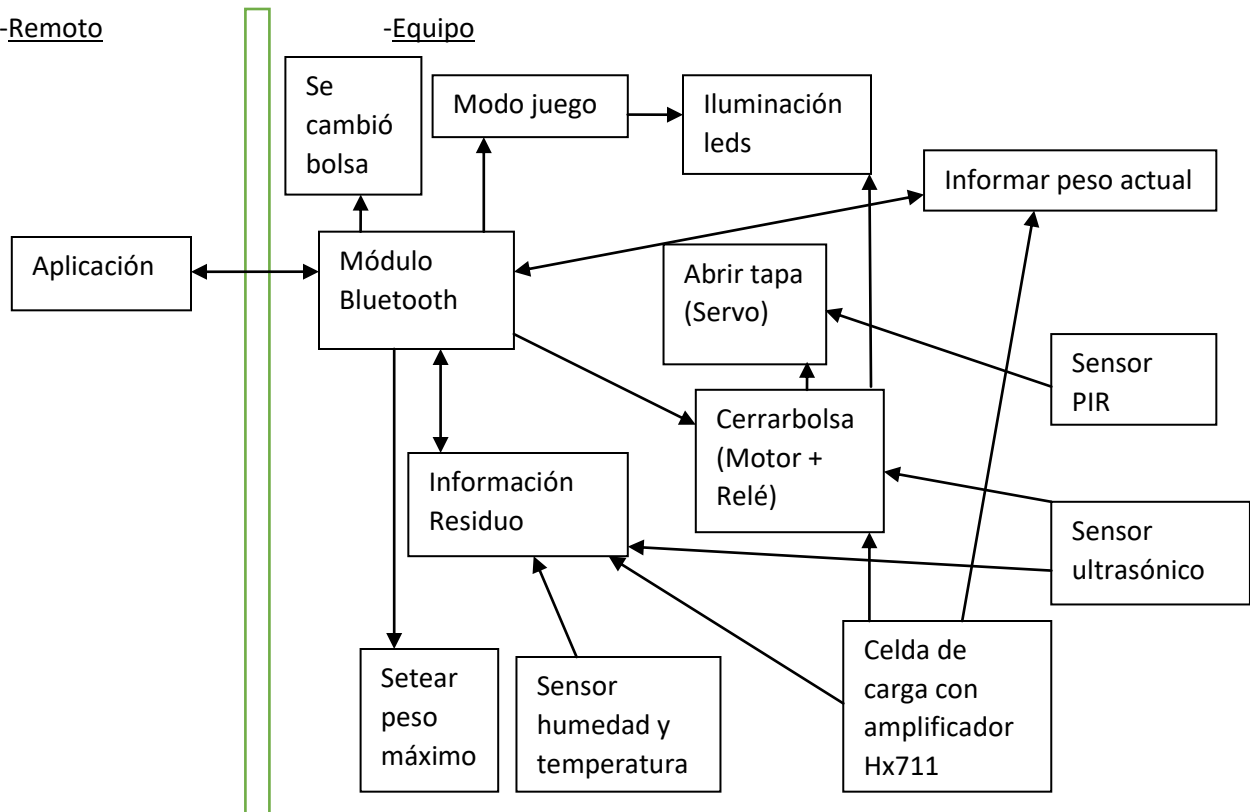 -Remoto
-Equipo
Se
cambió
bolsa
Modo juego
Iluminación
leds
Informar peso actual
Aplicación
Módulo
Bluetooth
Abrir tapa
(Servo)
Sensor
PIR
Cerrarbolsa
(Motor +
Relé)
Información
Residuo
Sensor
ultrasónico
Setear
peso
máximo
Sensor
humedad y
temperatura
Celda de
carga con
amplificador
Hx711